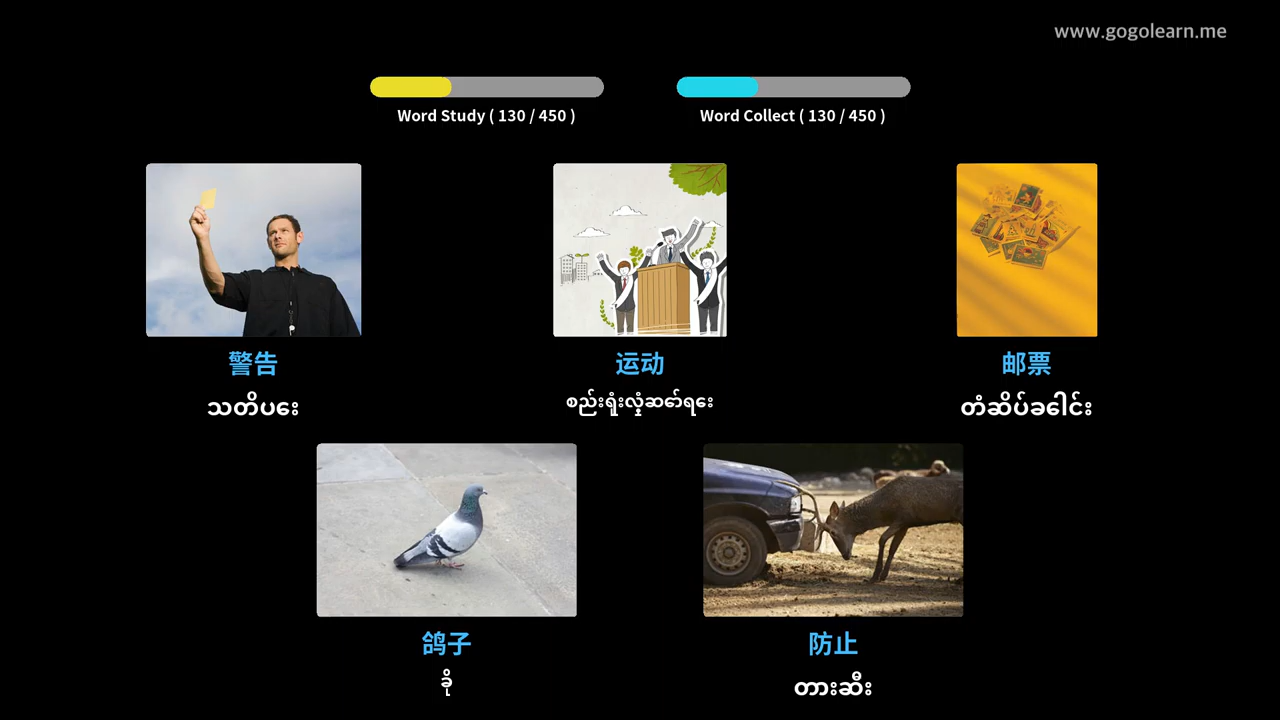 www.gogolearn.me
Word Study ( 130 / 450 )
Word Collect ( 130 / 450 )
警告
သတိပေး
运动
စည်းရုံးလှုံ့ဆော်ရေး
邮票
တံဆိပ်ခေါင်း
鸽子
ခို
防止
တားဆီး